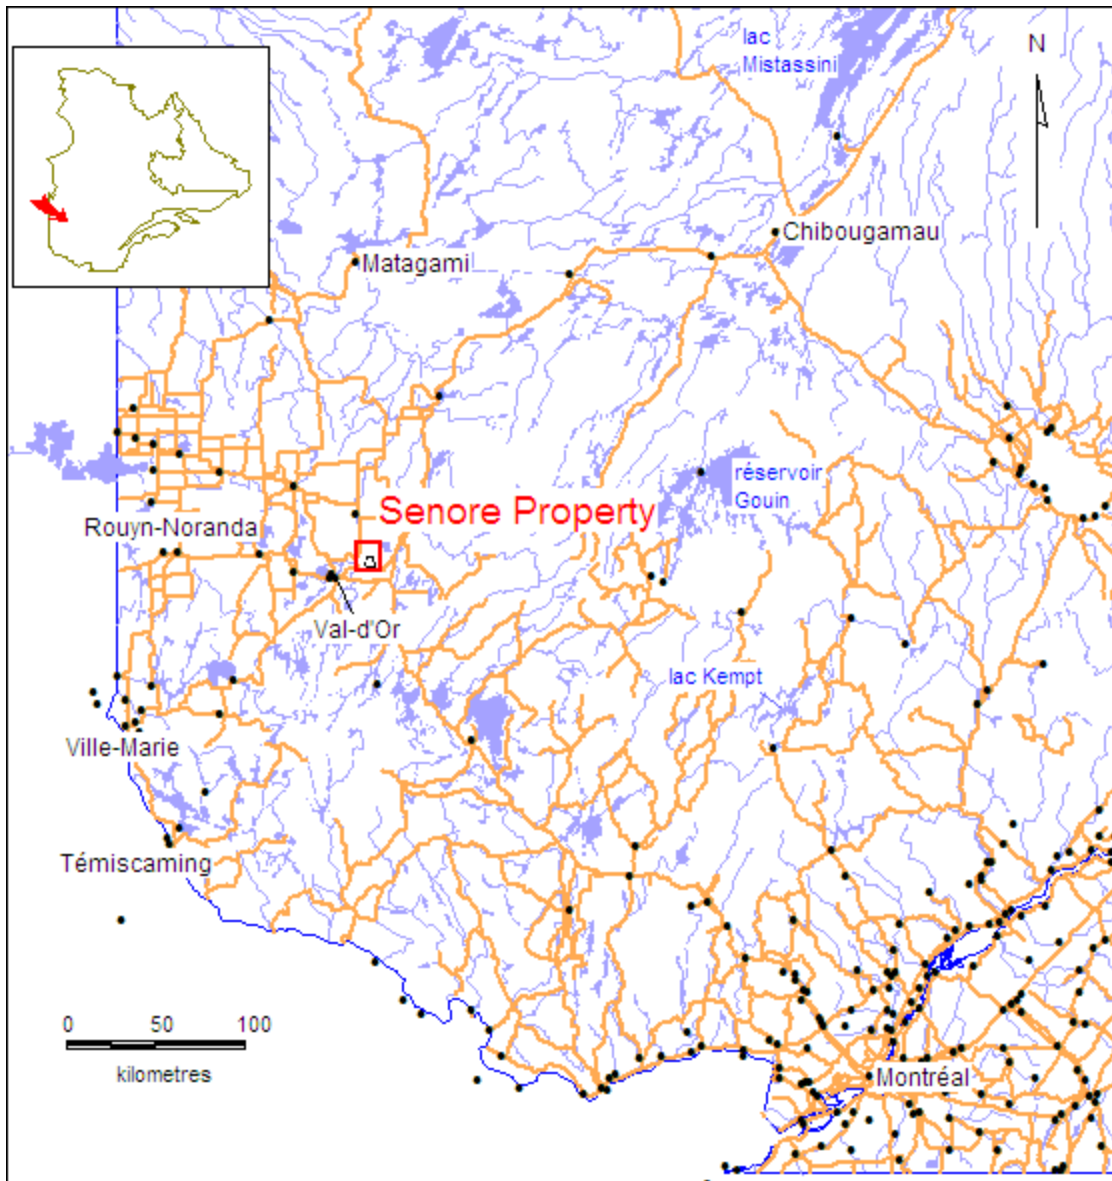 lac
Mistassini
N
Chibougamau
Matagami
réservoir
Gouin
Senore Property
Rouyn-Noranda
Val-d'Or
lac Kempt
Ville-Marie
Témiscaming
0 50 100
kilometres
Montréal